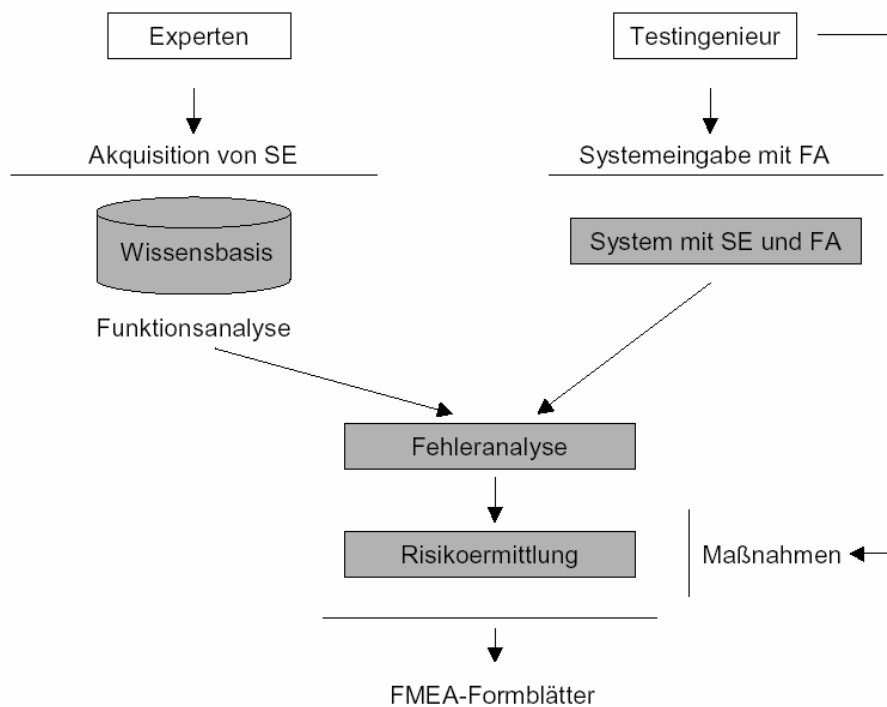 Experten
Testingenieur
Akquisition von SE
Systemeingabe mit FA
Wissensbasis
System mit SE und FA
Funktionsanalyse
Fehleranalyse
Risikoermittlung
Maßnahmen
FMEA-Formblätter